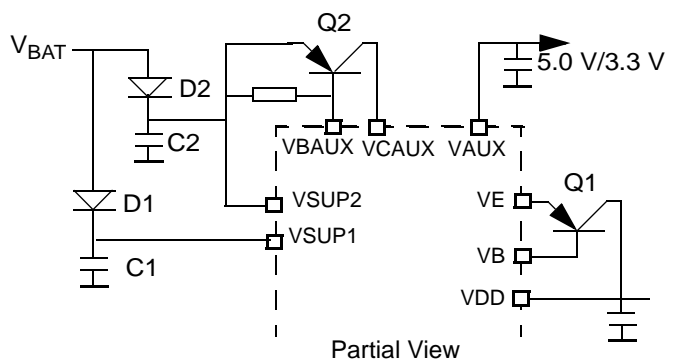 Q2
VBAT
D2
5.0 V/3.3 V
C2
VBAUX
VCAUX
VAUX
Q1
D1
VSUP2
VE
VSUP1
C1
VB
VDD
Partial View